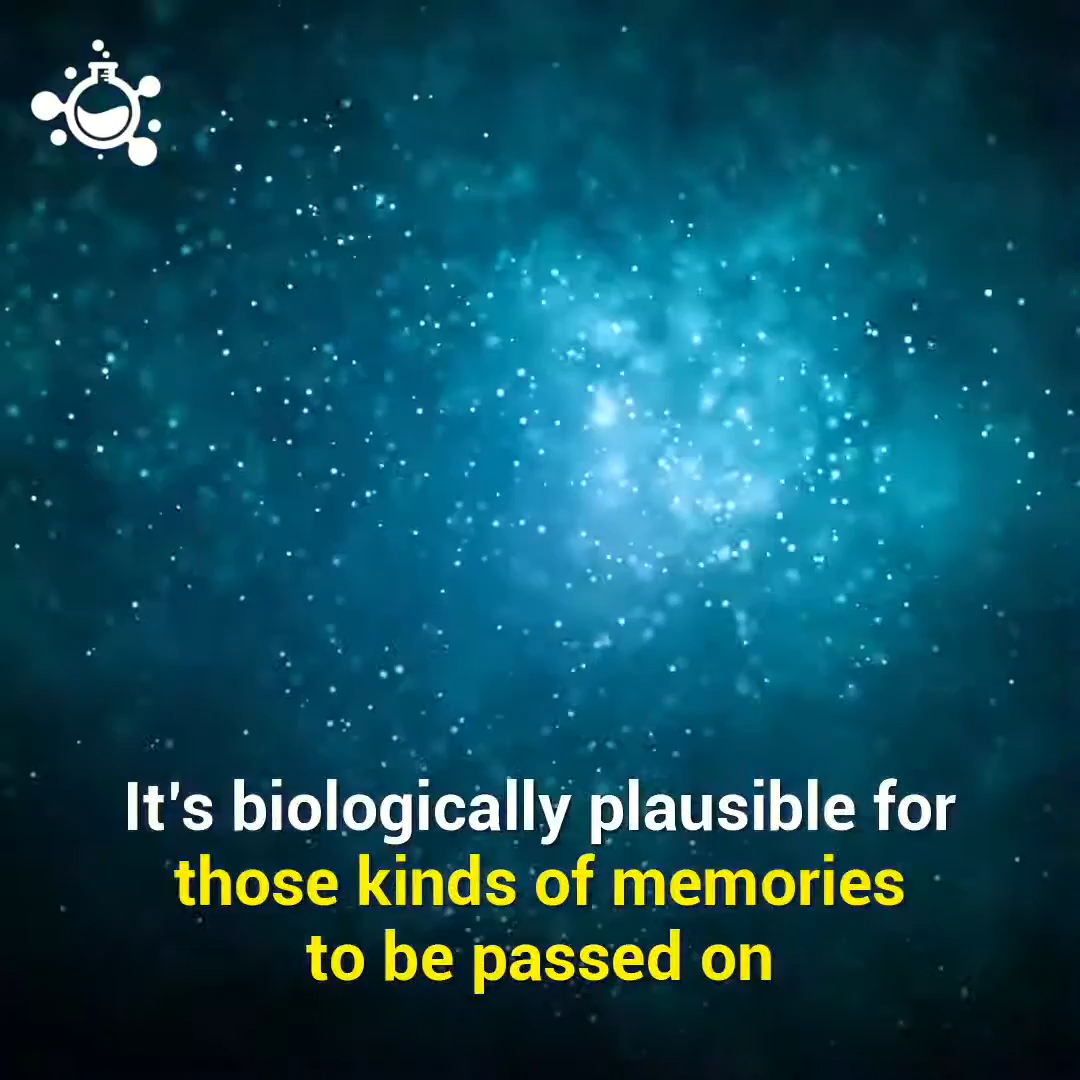 It's biologically plausible for
those kinds of memories
to be passed on